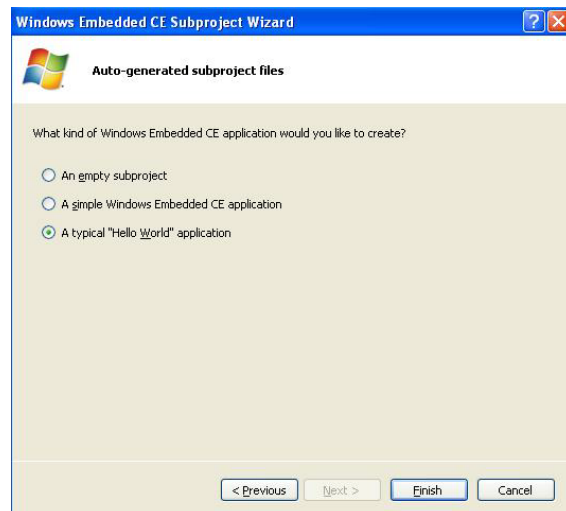 Windows Embedded CE Subproject Wizard
Auto-generated subproject files
What kind of Windows Embedded CE application would you like to create?
An empty subproject
A simple Windows Embedded CE application
A typical "Hello World" application
< Previous Next > Finish Cancel